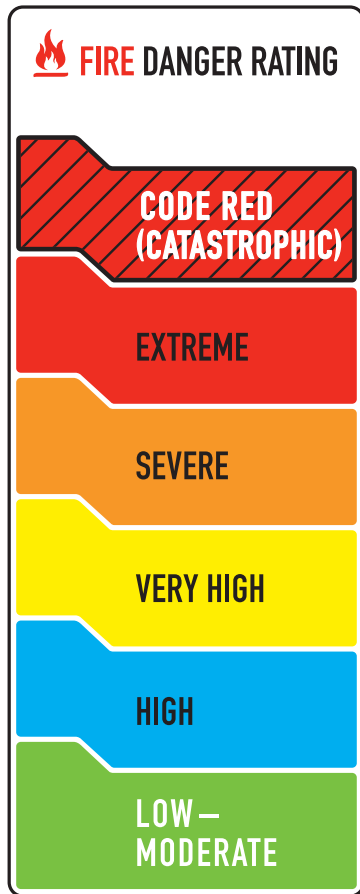 FIRE DANGER RATING
CODE RED
(CATASTROPHIC)
EXTREME
SEVERE
VERY HIGH
HIGH
LOW–
MODERATE